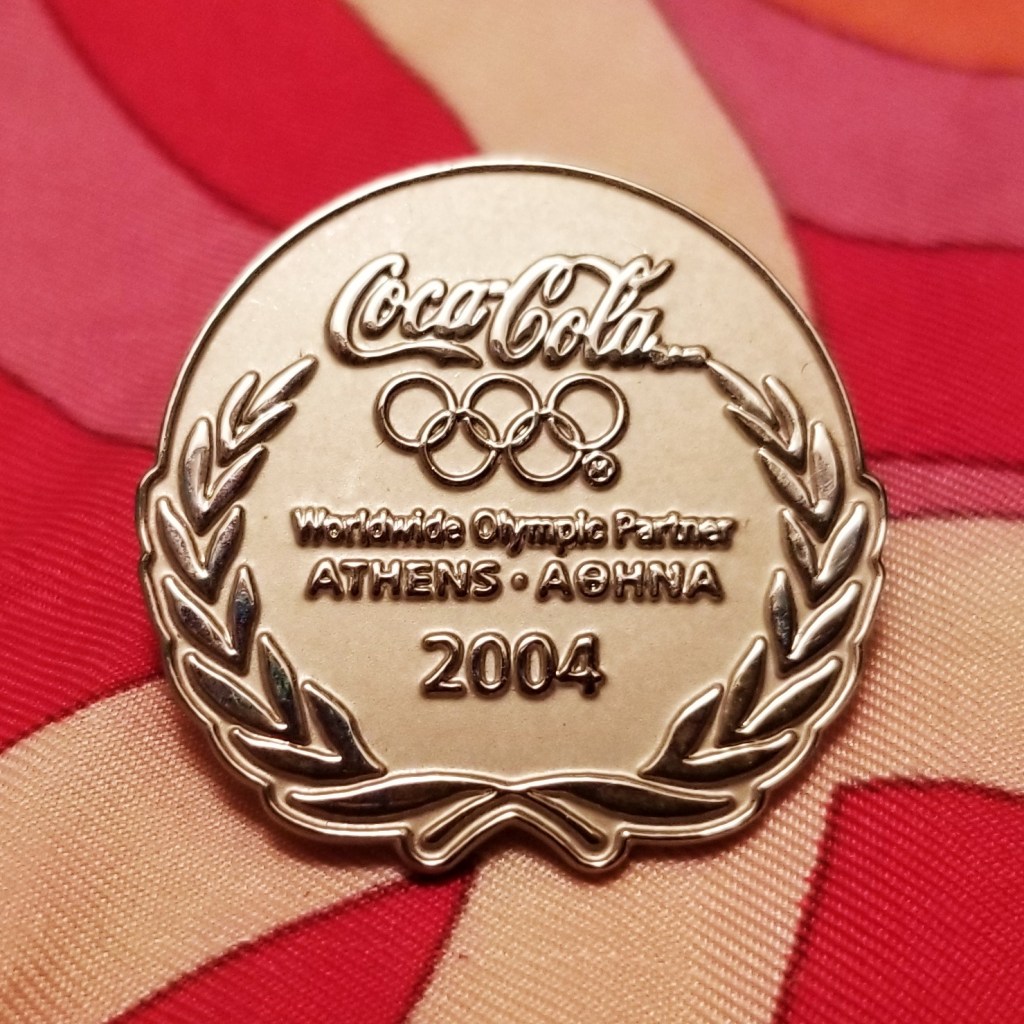 Coca-Cola
Worldwide Olympic Partner
ATHENS · ΑΘΗΝΑ
2004